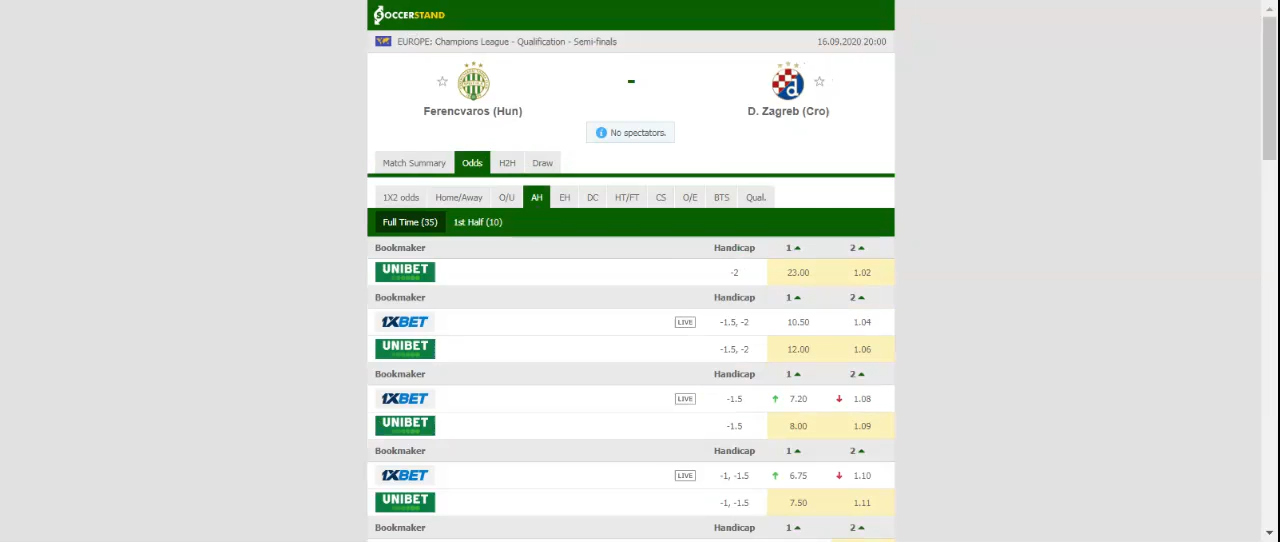 SOCCERSTAND
EUROPE: Champions League - Qualification - Semi-finals 16.09.2020 20:00
-
Ferencvaros (Hun) D. Zagreb (Cro)
No spectators.
Match Summary Odds H2H Draw
1X2 odds Home/Away O/U AH EH DC HT/FT CS O/E BTS Qual.
Full Time (35) 1st Half (10)
Bookmaker Handicap 1 2
UNIBET -2 23.00 1.02
Bookmaker Handicap 1 2
1XBET LIVE -1.5, -2 10.50 1.04
UNIBET -1.5, -2 12.00 1.06
Bookmaker Handicap 1 2
1XBET LIVE -1.5 7.20 1.08
UNIBET -1.5 8.00 1.09
Bookmaker Handicap 1 2
1XBET LIVE -1, -1.5 6.75 1.10
UNIBET -1, -1.5 7.50 1.11
Bookmaker Handicap 1 2